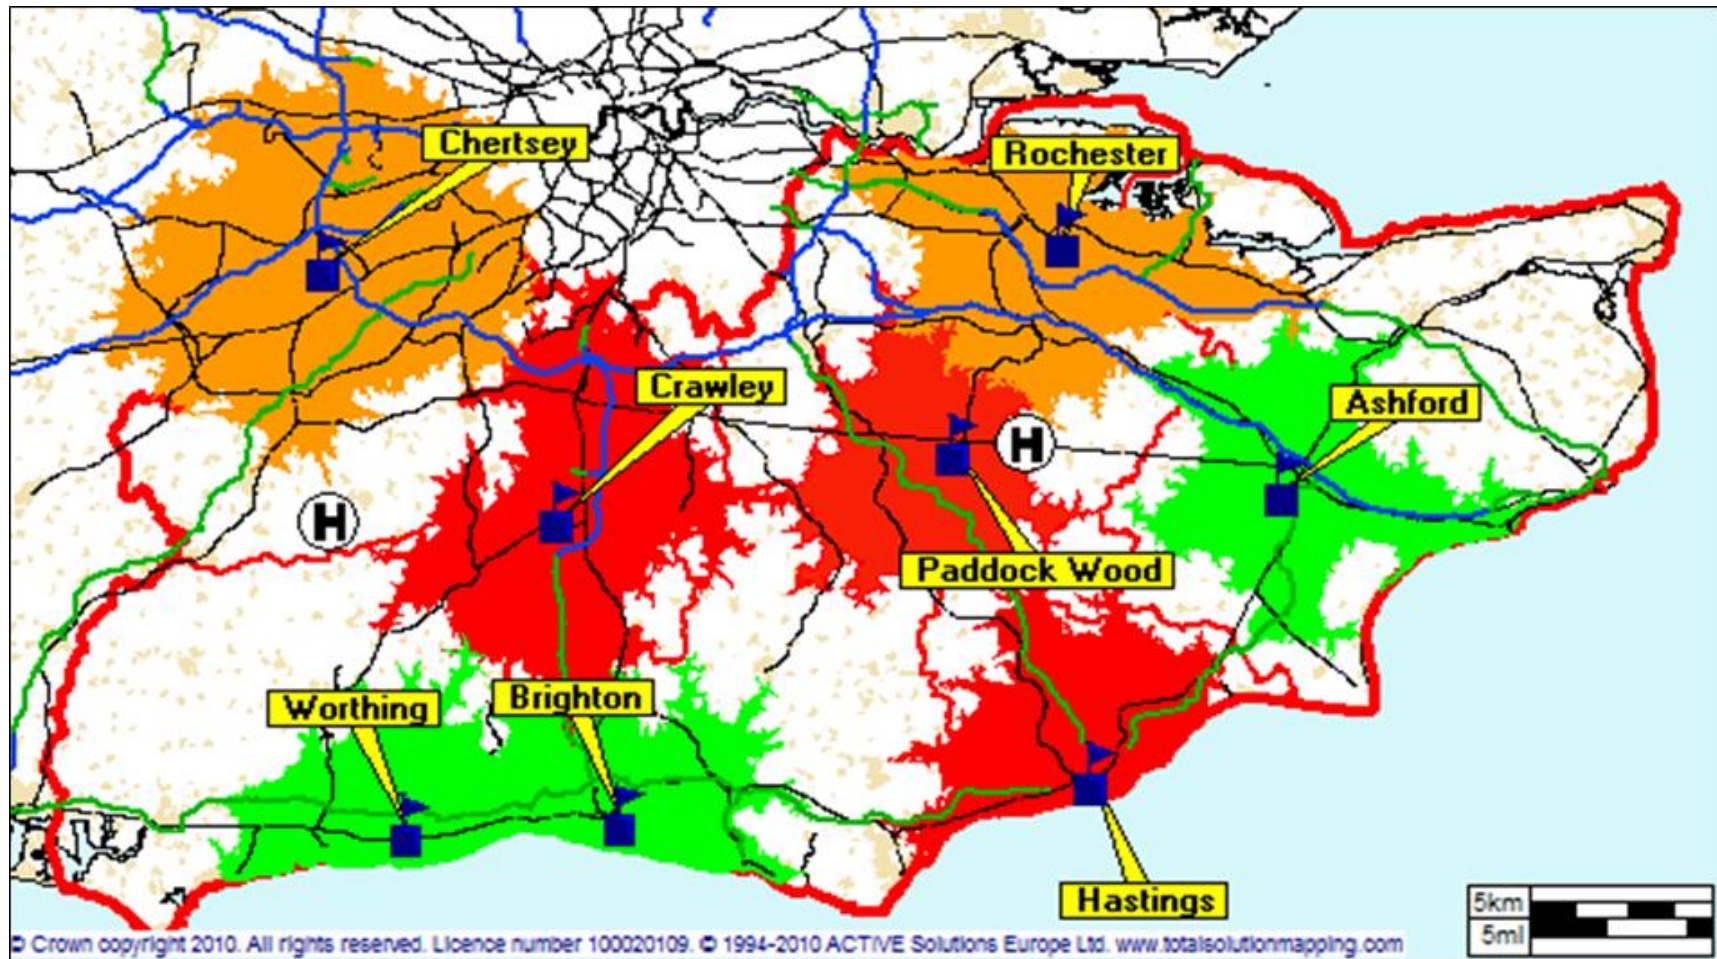 Chertsey
Rochester
Crawley
Ashford
H
Paddock Wood
H
Worthing
Brighton
Hastings
5km
5ml
© Crown copyright 2010. All rights reserved. Licence number 100020109. © 1994-2010 ACTIVE Solutions Europe Ltd. www.totalsolutionmapping.com